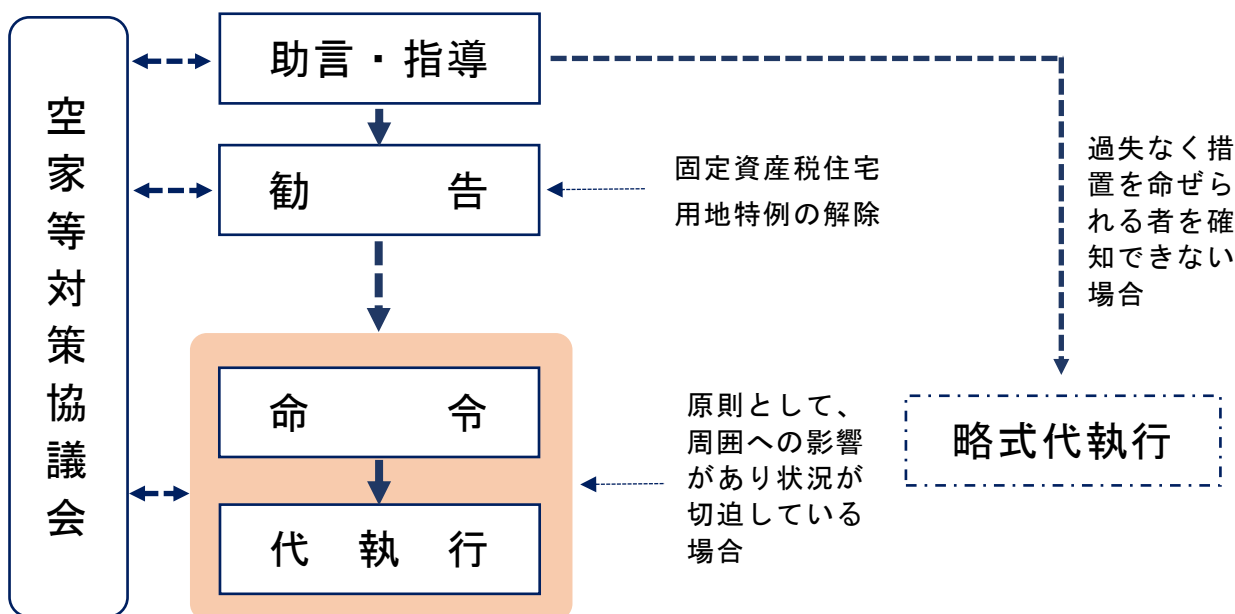 空家等対策協議会
助言・指導
勧告
固定資産税住宅
用地特例の解除
過失なく措
置を命ぜら
れる者を確
知できない
場合
命令
代執行
原則として、
周囲への影響
があり状況が
切迫している
場合
略式代執行